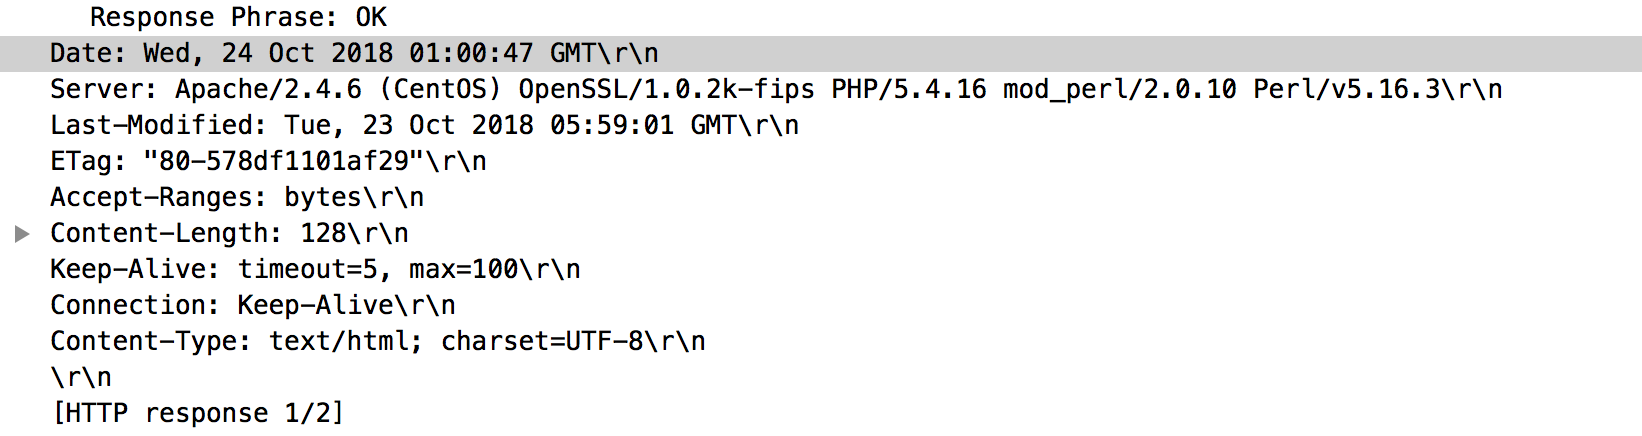 Response Phrase: OK
Date: Wed, 24 Oct 2018 01:00:47 GMT\r\n
Server: Apache/2.4.6 (CentOS) OpenSSL/1.0.2k-fips PHP/5.4.16 mod_perl/2.0.10 Perl/v5.16.3\r\n
Last-Modified: Tue, 23 Oct 2018 05:59:01 GMT\r\n
ETag: "80-578df1101af29"\r\n
Accept-Ranges: bytes\r\n
Content-Length: 128\r\n
Keep-Alive: timeout=5, max=100\r\n
Connection: Keep-Alive\r\n
Content-Type: text/html; charset=UTF-8\r\n
\r\n
[HTTP response 1/2]